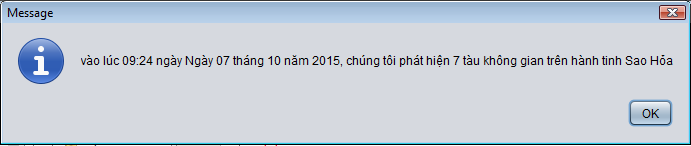 Message
vào lúc 09:24 ngày Ngày 07 tháng 10 năm 2015, chúng tôi phát hiện 7 tàu không gian trên hành tinh Sao Hỏa
OK